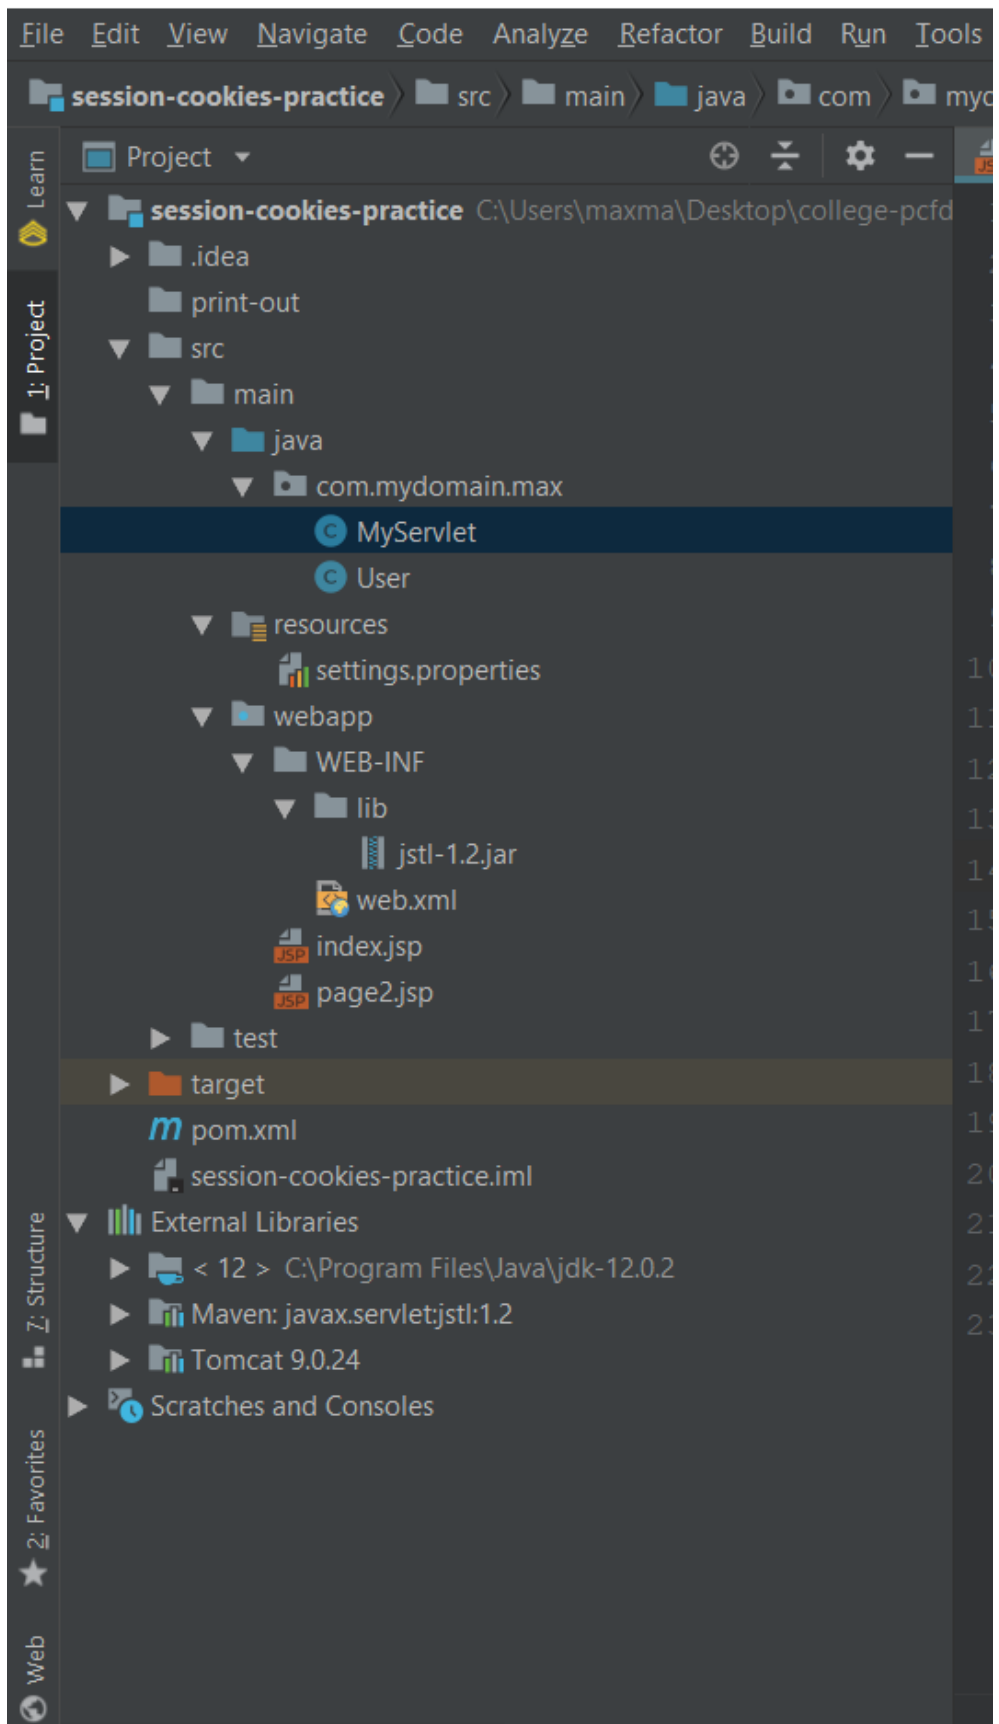 File Edit View Navigate Code Analyze Refactor Build Run Tools
session-cookies-practice src main java com
Project
Learn
1: Project
session-cookies-practice C:\Users\maxma\Desktop\college-pcfd
.idea
print-out
src
main
java
com.mydomain.max
MyServlet
User
resources
settings.properties
webapp
WEB-INF
lib
jstl-1.2.jar
web.xml
index.jsp
page2.jsp
test
target
pom.xml
session-cookies-practice.iml
External Libraries
< 12 > C:\Program Files\Java\jdk-12.0.2
Maven: javax.servlet:jstl:1.2
Tomcat 9.0.24
Scratches and Consoles
7: Structure
2: Favorites
Web